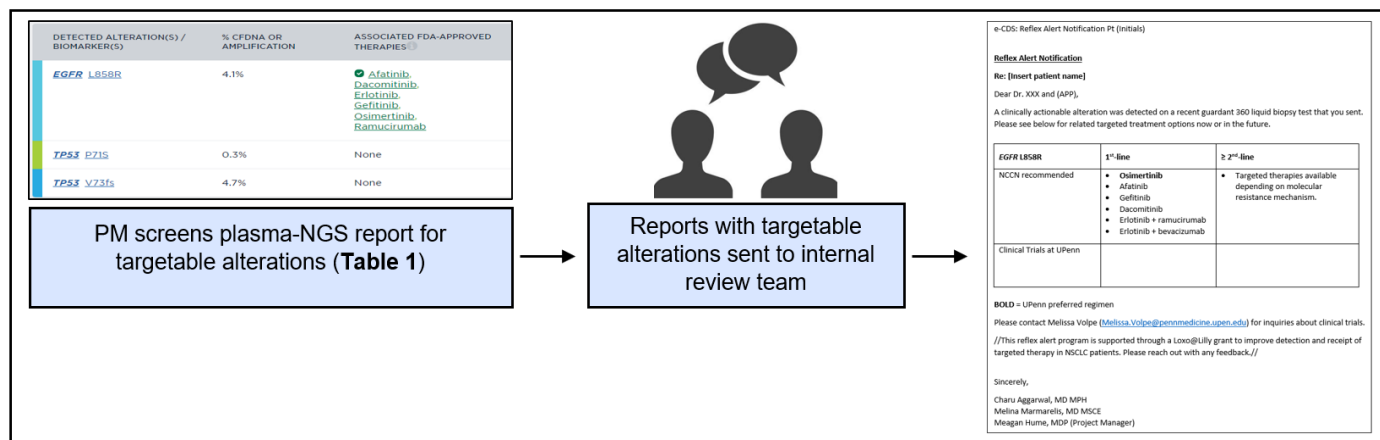 DETECTED ALTERATION(S) / BIOMARKER(S)
% CFDNA OR AMPLIFICATION
ASSOCIATED FDA-APPROVED THERAPIES
EGFR L858R
4.1%
Afatinib,
Dacomitinib,
Erlotinib,
Gefitinib,
Osimertinib,
Ramucirumab
TP53 P71S
0.3%
None
TP53 V73fs
4.7%
None
PM screens plasma-NGS report for
targetable alterations (Table 1)
Reports with targetable
alterations sent to internal
review team
e-CDS: Reflex Alert Notification Pt (Initials)
Reflex Alert Notification
Re: [Insert patient name]
Dear Dr. XXX and (APP),
A clinically actionable alteration was detected on a recent guardant 360 liquid biopsy test that you sent.
Please see below for related targeted treatment options now or in the future.
EGFR L858R
1st-line
≥ 2nd-line
NCCN recommended
• Osimertinib
• Afatinib
• Gefitinib
• Dacomitinib
• Erlotinib + ramucirumab
• Erlotinib + bevacizumab
• Targeted therapies available
depending on molecular
resistance mechanism.
Clinical Trials at UPenn
BOLD = UPenn preferred regimen
Please contact Melissa Volpe (Melissa.Volpe@pennmedicine.upen.edu) for inquiries about clinical trials.
//This reflex alert program is supported through a Loxo@Lilly grant to improve detection and receipt of
targeted therapy in NSCLC patients. Please reach out with any feedback.//
Sincerely,
Charu Aggarwal, MD MPH
Melina Marmarelis, MD MSCE
Meagan Hume, MDP (Project Manager)